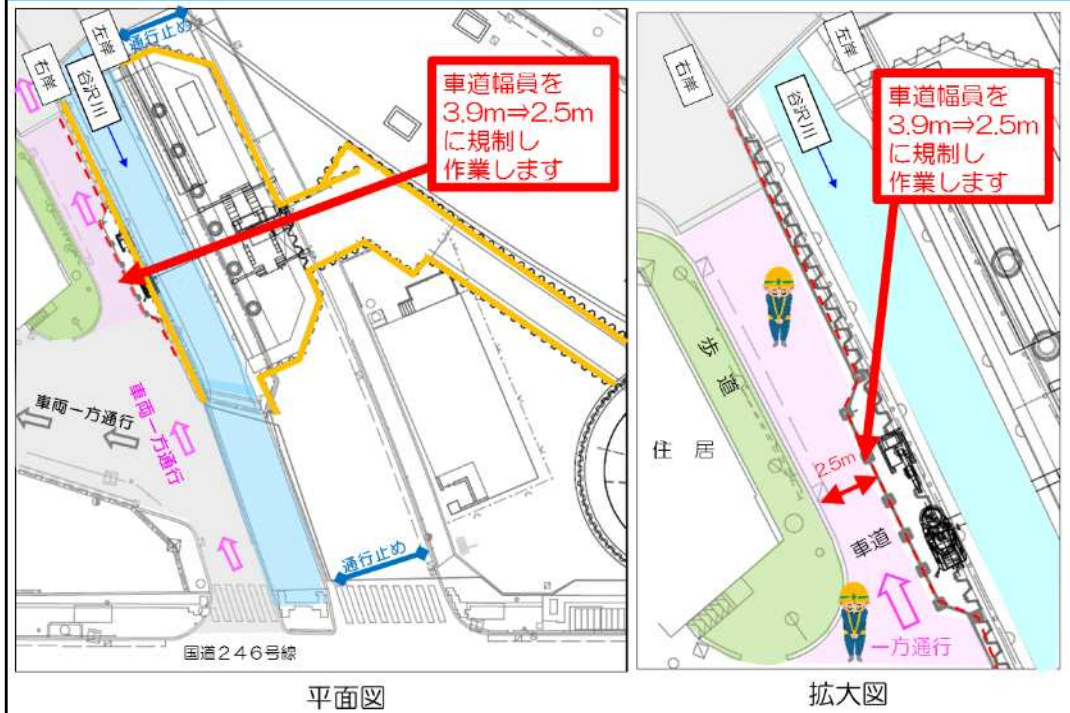 左岸
通行止め
右岸
谷沢川
車道幅員を
3.9m⇒2.5m
に規制し
作業します
車両一方通行
車両一方通行
通行止め
国道246号線
平面図
左岸
右岸
谷沢川
車道幅員を
3.9m⇒2.5m
に規制し
作業します
歩道
住居
2.5m
車道
一方通行
拡大図